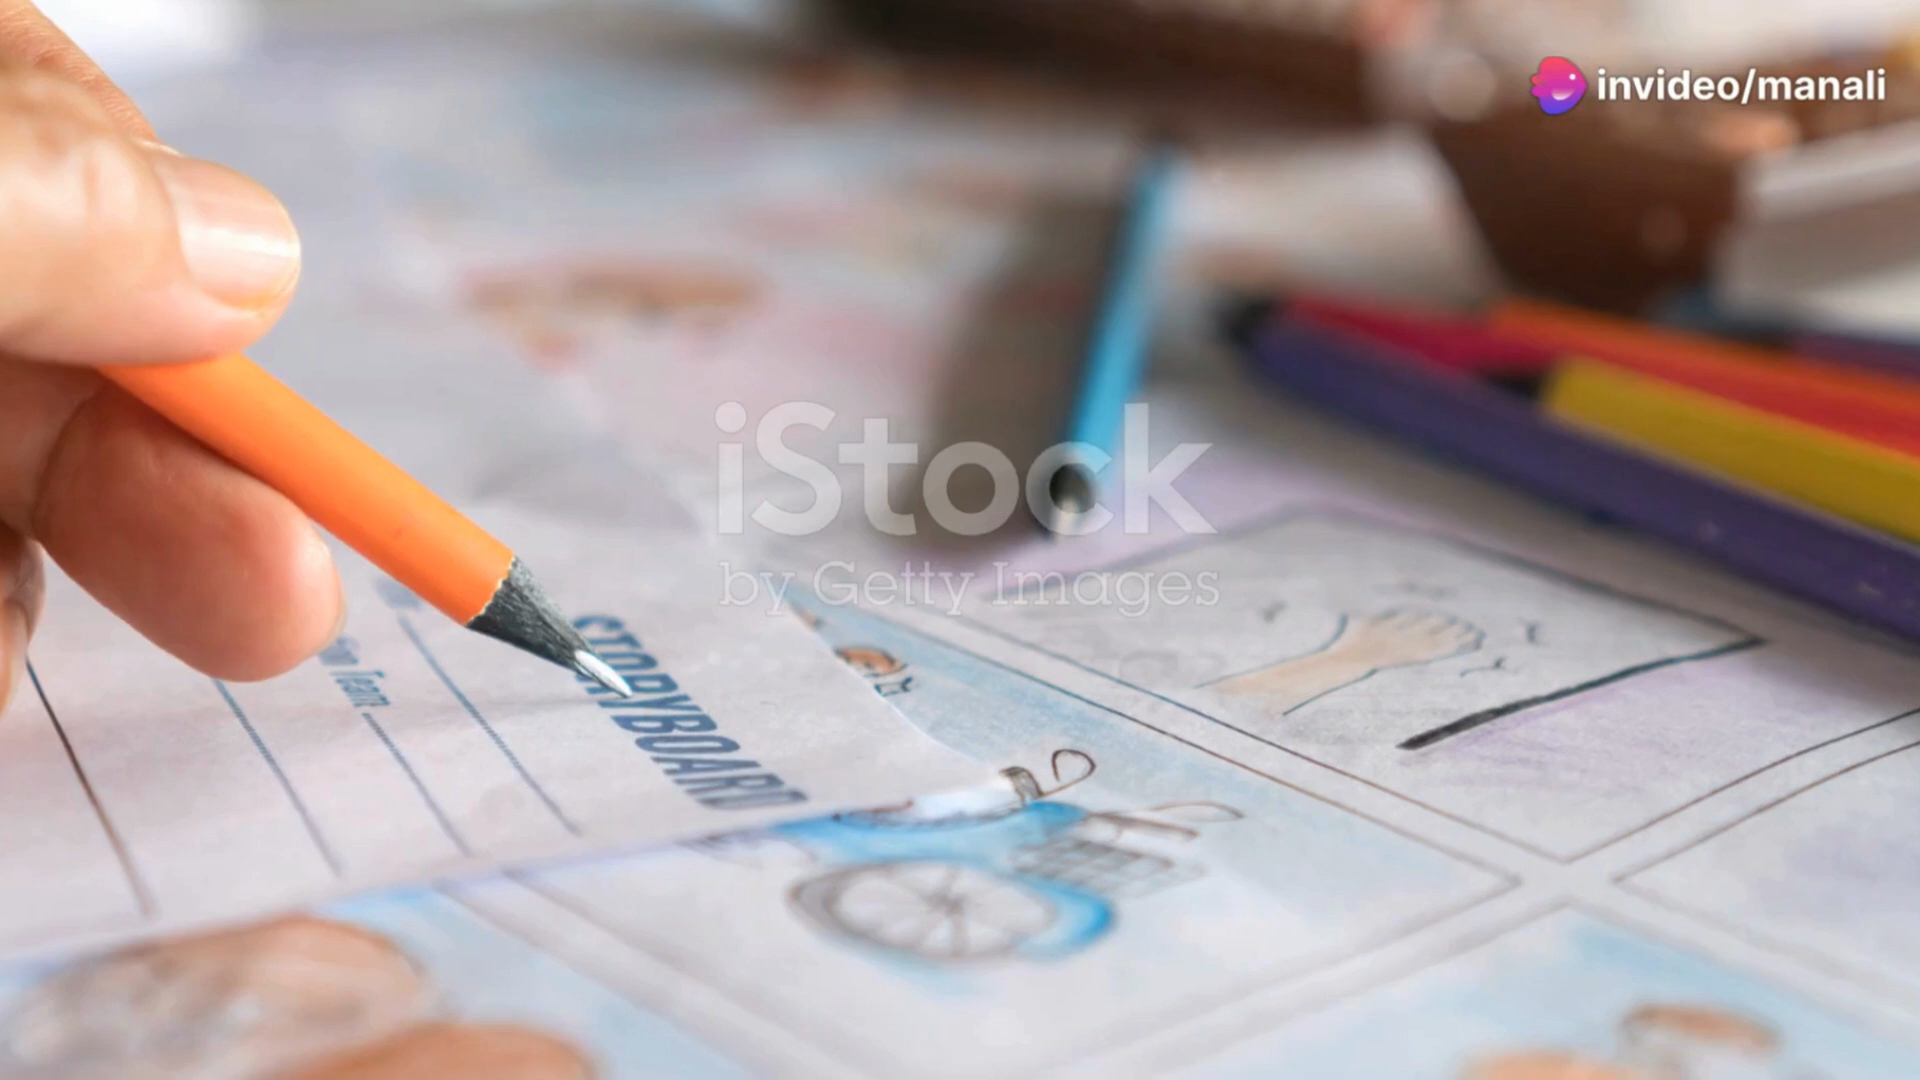 invideo/manali
iStock
by Getty Images
STORYBOARD
Team